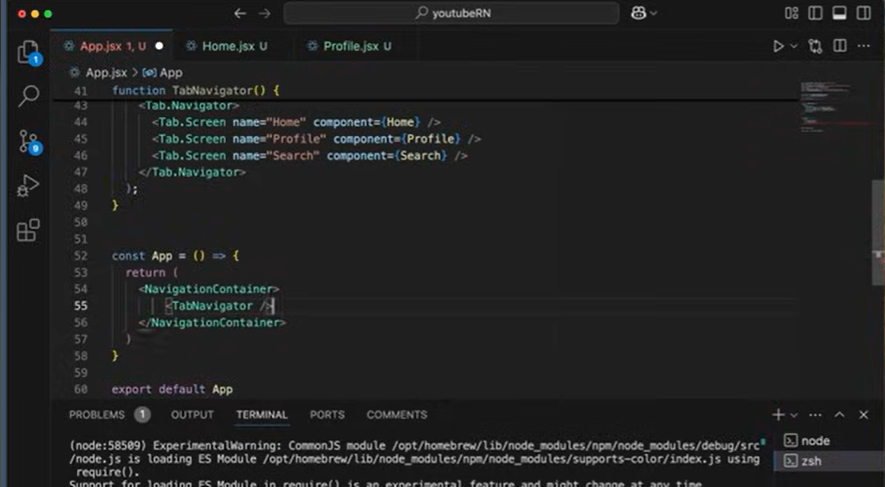 youtubeRN
App.jsx 1, U
Home.jsx U
Profile.jsx U
App.jsx > App
41 function TabNavigator() {
43 <Tab.Navigator>
44 <Tab.Screen name="Home" component={Home} />
45 <Tab.Screen name="Profile" component={Profile} />
46 <Tab.Screen name="Search" component={Search} />
47 </Tab.Navigator>
48 );
49 }
50
51
52 const App = () => {
53 return (
54 <NavigationContainer>
55 <TabNavigator />
56 </NavigationContainer>
57 )
58 }
59
60 export default App
1
9
PROBLEMS 1 OUTPUT TERMINAL PORTS COMMENTS
(node:58509) ExperimentalWarning: CommonJS module /opt/homebrew/lib/node_modules/npm/node_modules/debug/src
/node.js is loading ES Module /opt/homebrew/lib/node_modules/npm/node_modules/supports-color/index.js using
require().
Support for loading ES Module in require() is an experimental feature and might change at any time
node
zsh